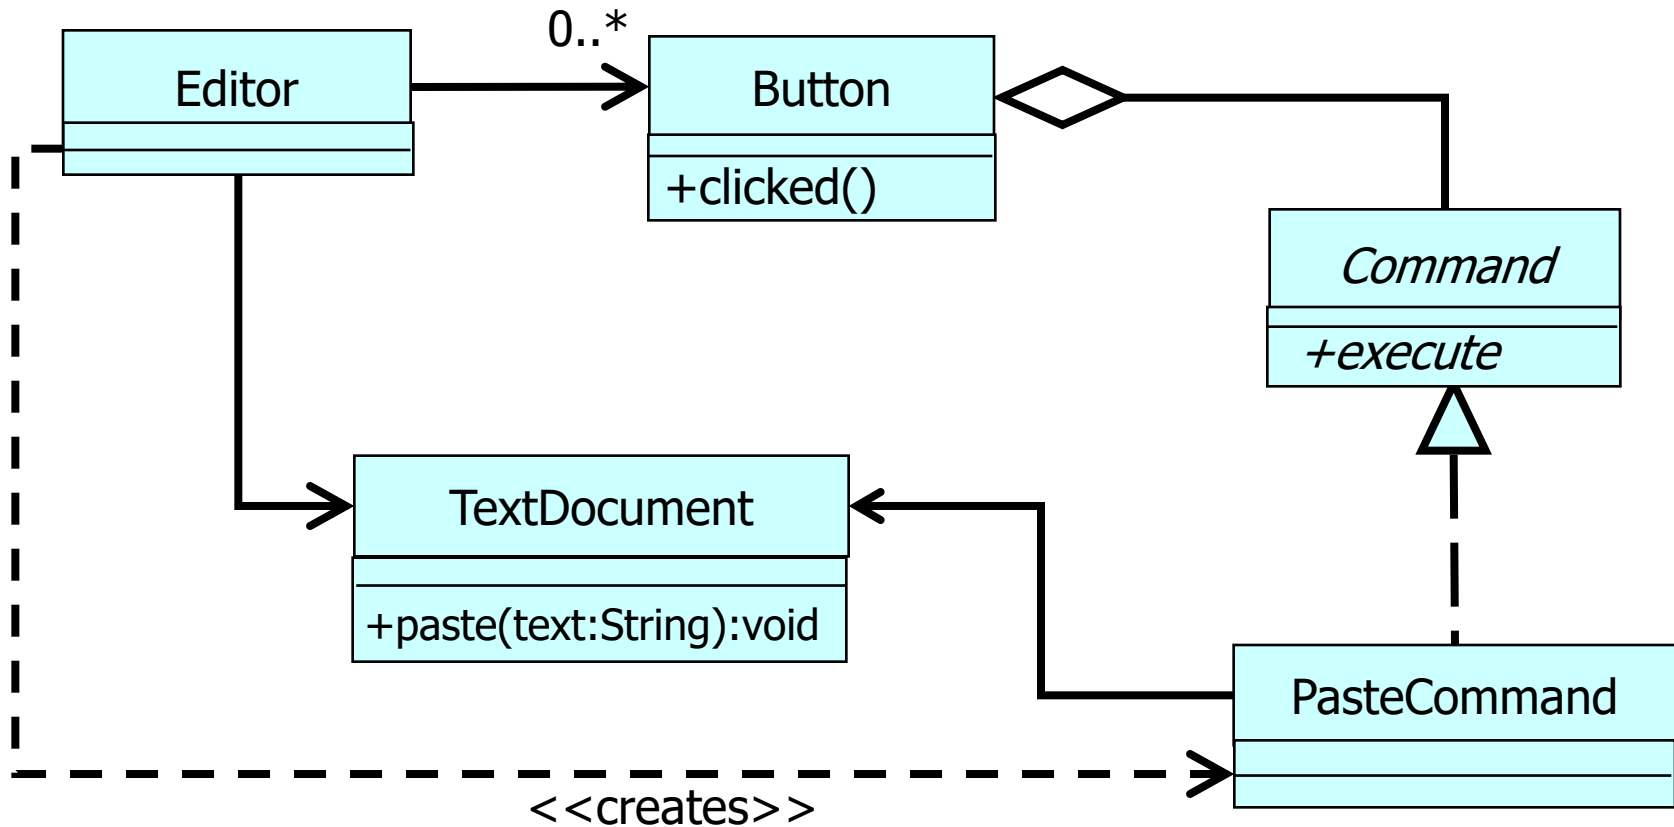 0..*
Editor
Button
+clicked()
Command
+execute
TextDocument
+paste(text:String):void
PasteCommand
<<creates>>